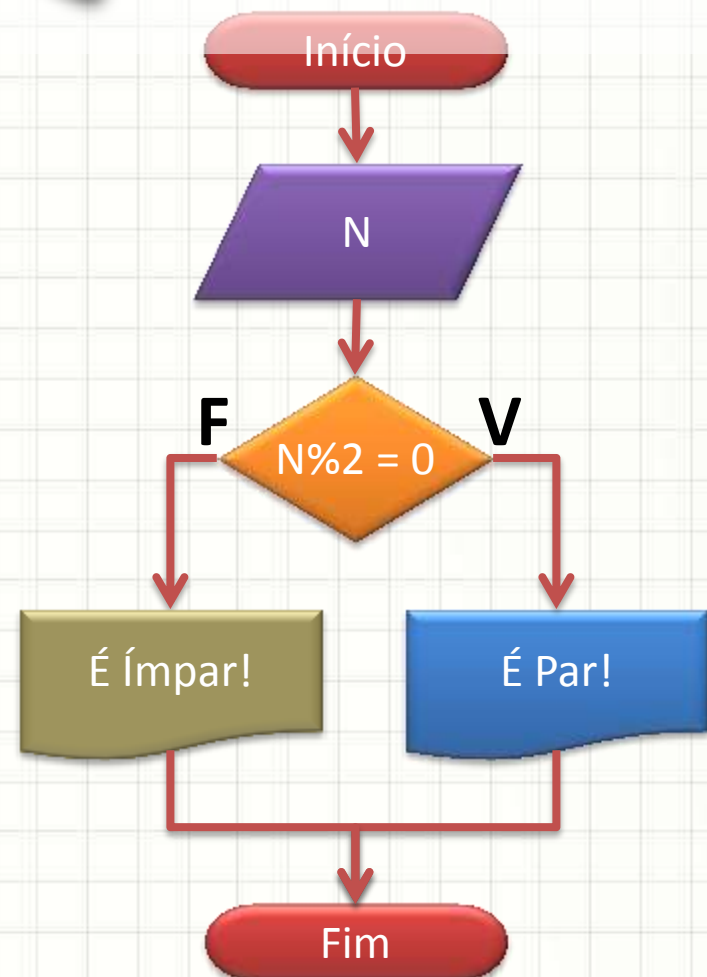 Início
N
F
V
N%2 = 0
É Ímpar!
É Par!
Fim